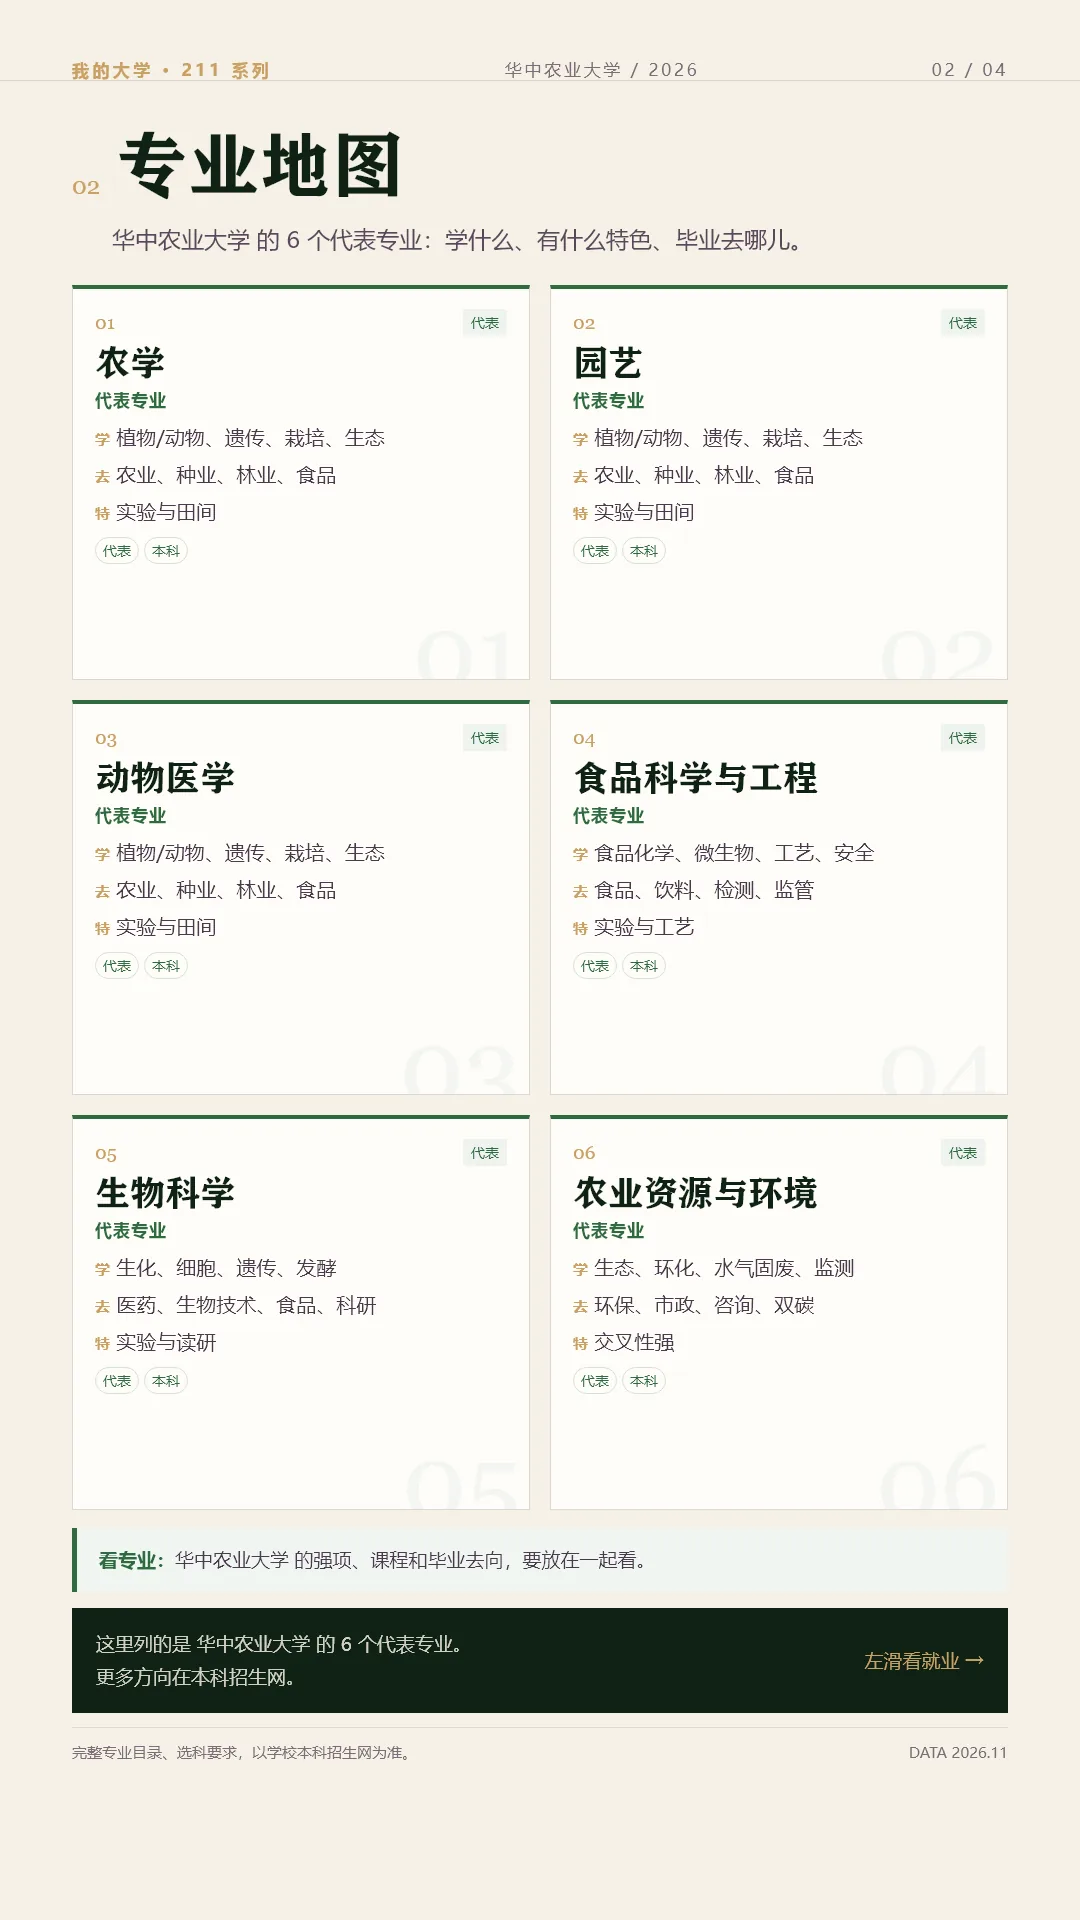 我的大学 • 211 系列
华中农业大学 / 2026
02 / 04
02 专业地图
华中农业大学 的 6 个代表专业：学什么、有什么特色、毕业去哪儿。
01
代表
农学
代表专业
学 植物/动物、遗传、栽培、生态
去 农业、种业、林业、食品
特 实验与田间
代表 本科
01
02
代表
园艺
代表专业
学 植物/动物、遗传、栽培、生态
去 农业、种业、林业、食品
特 实验与田间
代表 本科
02
03
代表
动物医学
代表专业
学 植物/动物、遗传、栽培、生态
去 农业、种业、林业、食品
特 实验与田间
代表 本科
03
04
代表
食品科学与工程
代表专业
学 食品化学、微生物、工艺、安全
去 食品、饮料、检测、监管
特 实验与工艺
代表 本科
04
05
代表
生物科学
代表专业
学 生化、细胞、遗传、发酵
去 医药、生物技术、食品、科研
特 实验与读研
代表 本科
05
06
代表
农业资源与环境
代表专业
学 生态、环化、水气固废、监测
去 环保、市政、咨询、双碳
特 交叉性强
代表 本科
06
看专业：华中农业大学 的强项、课程和毕业去向，要放在一起看。
这里列的是 华中农业大学 的 6 个代表专业。
更多方向在本科招生网。
左滑看就业 →
完整专业目录、选科要求，以学校本科招生网为准。
DATA 2026.11